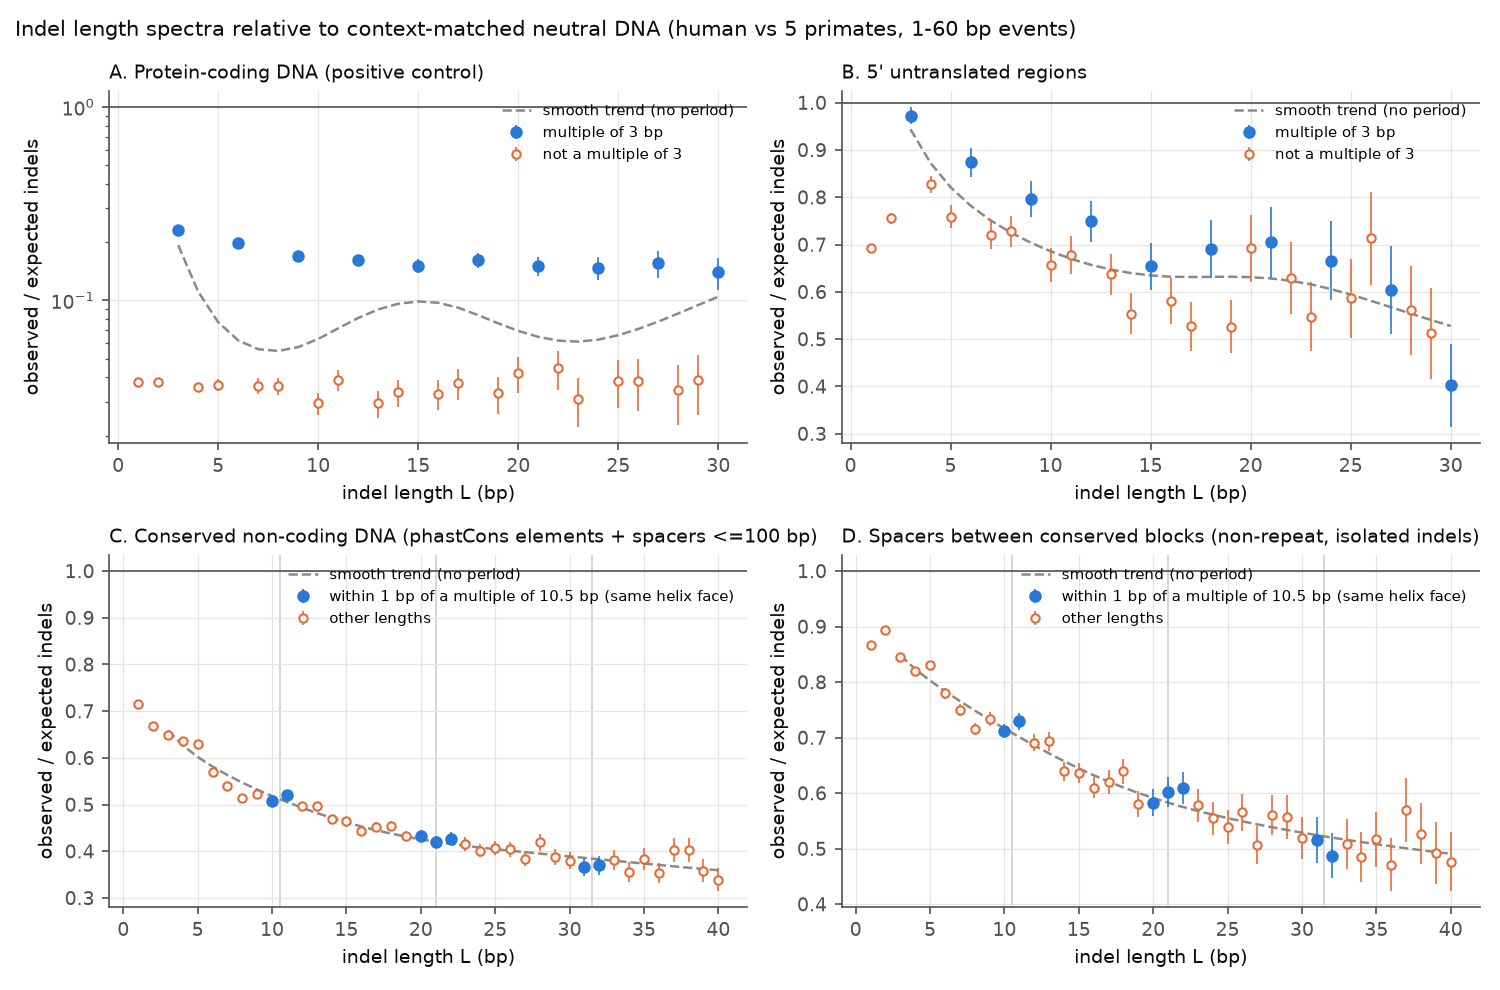 Indel length spectra relative to context-matched neutral DNA (human vs 5 primates, 1-60 bp events)
A. Protein-coding DNA (positive control)
10⁰
10⁻¹
observed / expected indels
smooth trend (no period)
multiple of 3 bp
not a multiple of 3
0 5 10 15 20 25 30
indel length L (bp)
B. 5' untranslated regions
1.0
0.9
0.8
0.7
0.6
0.5
0.4
0.3
observed / expected indels
smooth trend (no period)
multiple of 3 bp
not a multiple of 3
0 5 10 15 20 25 30
indel length L (bp)
C. Conserved non-coding DNA (phastCons elements + spacers <=100 bp)
1.0
0.9
0.8
0.7
0.6
0.5
0.4
0.3
observed / expected indels
smooth trend (no period)
within 1 bp of a multiple of 10.5 bp (same helix face)
other lengths
0 5 10 15 20 25 30 35 40
indel length L (bp)
D. Spacers between conserved blocks (non-repeat, isolated indels)
1.0
0.9
0.8
0.7
0.6
0.5
0.4
observed / expected indels
smooth trend (no period)
within 1 bp of a multiple of 10.5 bp (same helix face)
other lengths
0 5 10 15 20 25 30 35 40
indel length L (bp)